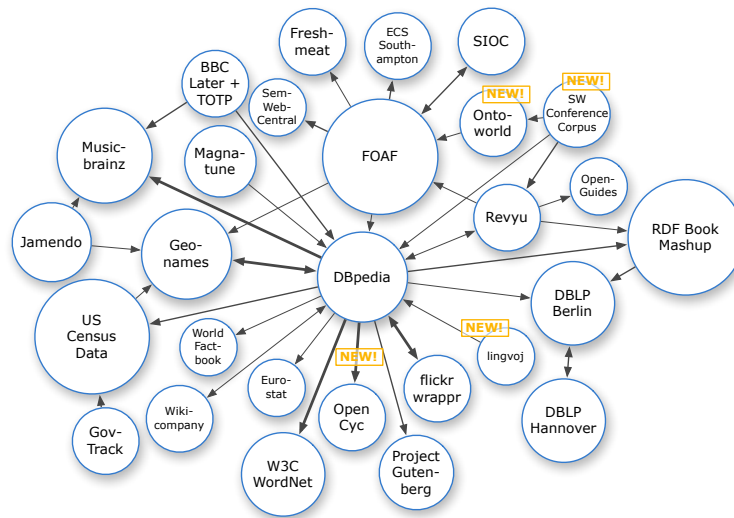 Fresh-
meat
ECS
South-
ampton
SIOC
BBC
Later +
TOTP
NEW!
NEW!
Sem-
Web-
Central
Onto-
world
SW
Conference
Corpus
Music-
brainz
Magna-
tune
FOAF
Open-
Guides
Revyu
RDF Book
Mashup
Jamendo
Geo-
names
DBpedia
DBLP
Berlin
US
Census
Data
World
Fact-
book
NEW!
lingvoj
NEW!
Euro-
stat
flickr
wrappr
Wiki-
company
Open
Cyc
DBLP
Hannover
Gov-
Track
W3C
WordNet
Project
Guten-
berg